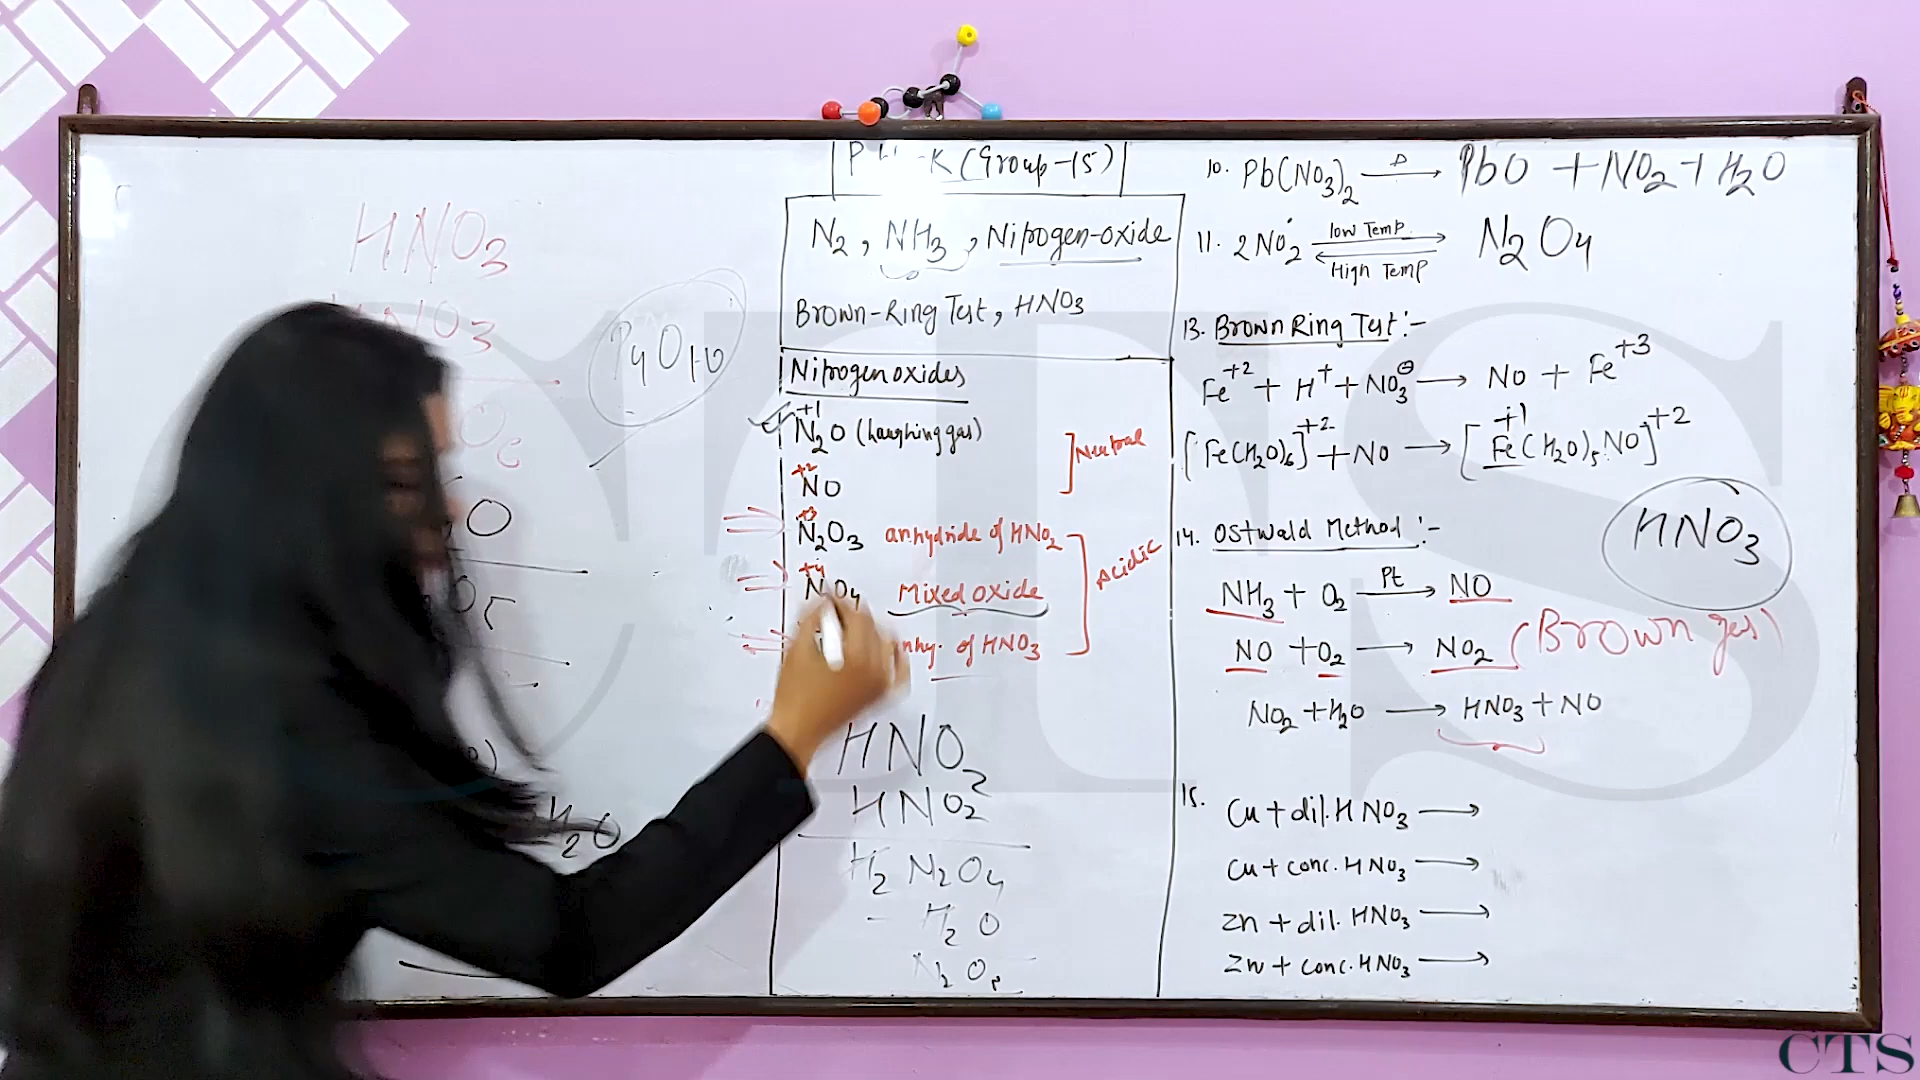 HNO3
HNO3
P4O10
H2O
(Group-15)
N2, NH3, Nitrogen-oxide
Brown-Ring Test, HNO3
Nitrogen oxides
+1
N2O (Laughing gas)
Neutral
+2
NO
+3
N2O3 anhydride of HNO2
Acidic
+4
Mixed oxide
anhy. of HNO3
HNO2
HNO2
H2 N2O4
- H2O
10. Pb(NO3)2 Δ→ PbO + NO2 + H2O
11. 2NO2 low Temp. ⇌ High Temp N2O4
13. Brown Ring Test:-
Fe+2 + H+ + NO3⊖ → NO + Fe+3
[Fe(H2O)6]+2 + NO → [Fe+1(H2O)5NO]+2
HNO3
14. Ostwald Method:-
NH3 + O2 Pt→ NO
NO + O2 → NO2 (Brown gas)
NO2 + H2O → HNO3 + NO
15. Cu + dil. HNO3 →
Cu + conc. HNO3 →
Zn + dil. HNO3 →
Zn + conc. HNO3 →
CTS
CTS